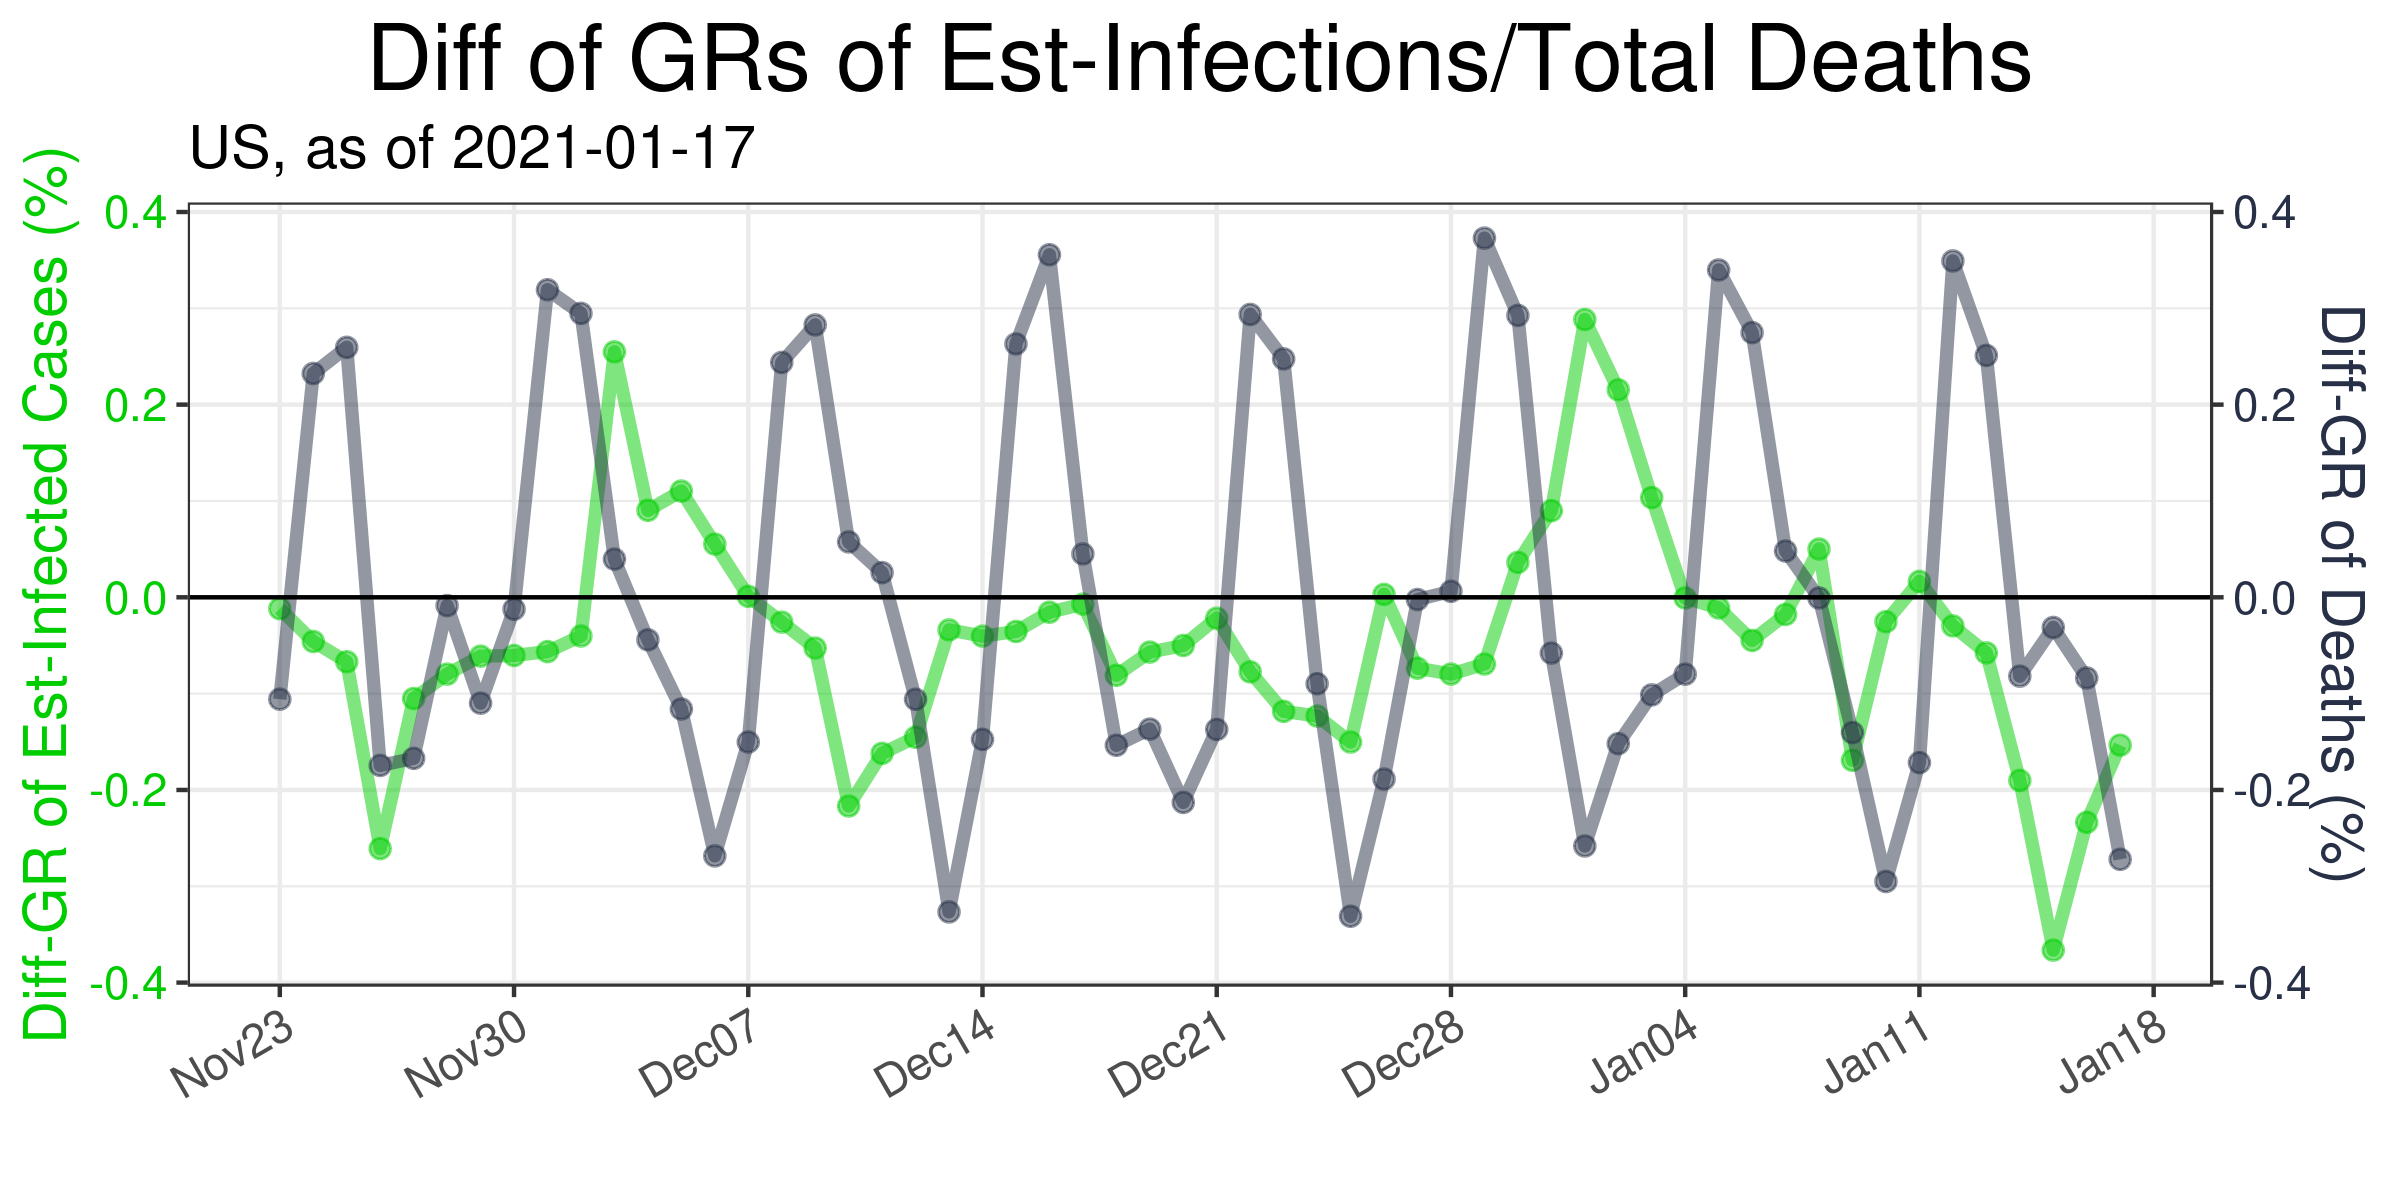 Diff of GRs of Est-Infections/Total Deaths
US, as of 2021-01-17
Diff-GR of Est-Infected Cases (%)
0.4
0.2
0.0
-0.2
-0.4
0.4
0.2
0.0
-0.2
-0.4
Diff-GR of Deaths (%)
Nov23 Nov30 Dec07 Dec14 Dec21 Dec28 Jan04 Jan11 Jan18